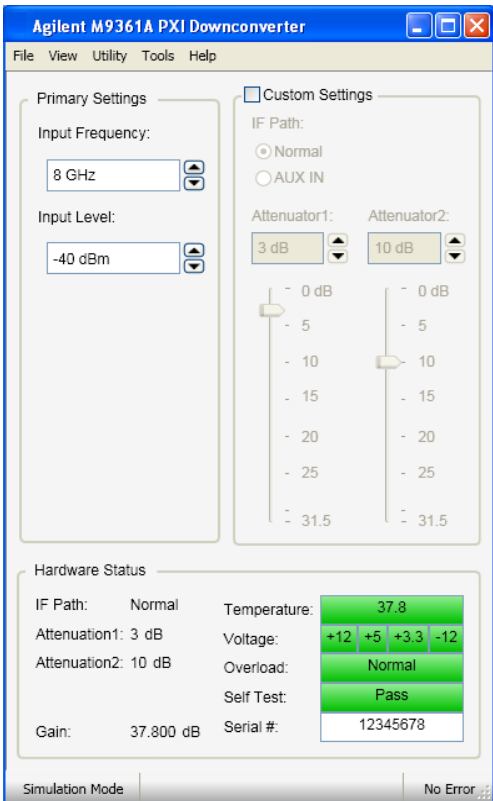 Agilent M9361A PXI Downconverter
File View Utility Tools Help
Primary Settings
Input Frequency:
8 GHz
Input Level:
-40 dBm
Custom Settings
IF Path:
Normal
AUX IN
Attenuator1: Attenuator2:
3 dB 10 dB
0 dB 0 dB
5 5
10 10
15 15
20 20
25 25
31.5 31.5
Hardware Status
IF Path: Normal
Attenuation1: 3 dB
Attenuation2: 10 dB
Gain: 37.800 dB
Temperature: 37.8
Voltage: +12 +5 +3.3 -12
Overload: Normal
Self Test: Pass
Serial #: 12345678
Simulation Mode No Error